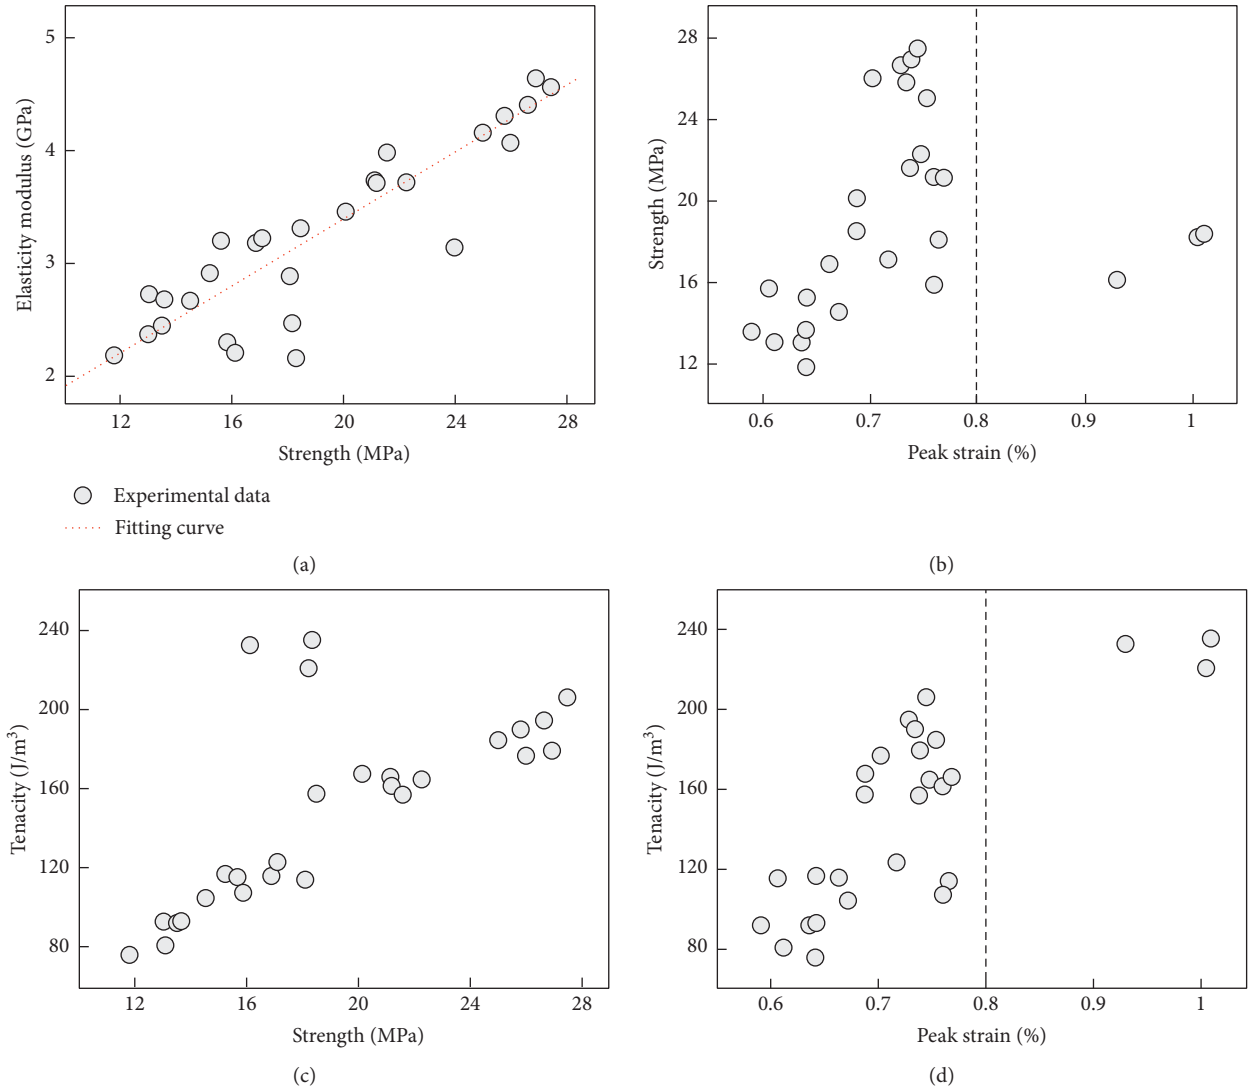 5
4
3
2
Elasticity modulus (GPa)
12
16
20
24
28
Strength (MPa)
Experimental data
Fitting curve
(a)
28
24
20
16
12
Strength (MPa)
0.6
0.7
0.8
0.9
1
Peak strain (%)
(b)
240
200
160
120
80
Tenacity (J/m³)
12
16
20
24
28
Strength (MPa)
(c)
240
200
160
120
80
Tenacity (J/m³)
0.6
0.7
0.8
0.9
1
Peak strain (%)
(d)